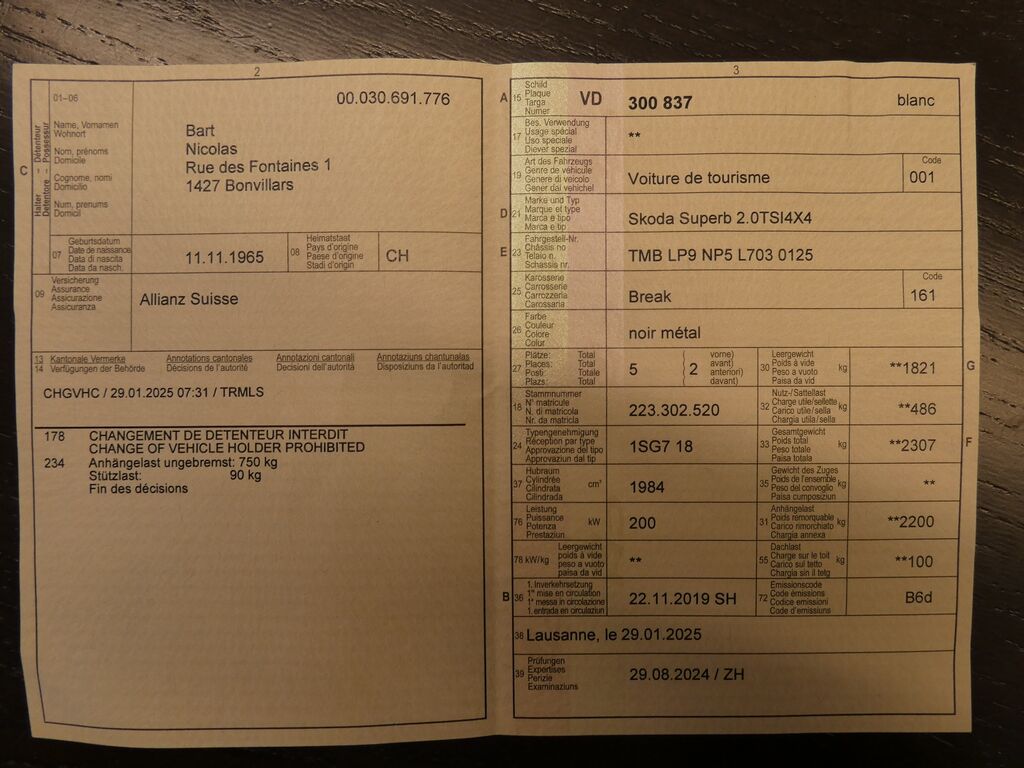 2
01–06
00.030.691.776
C
Halter – Détenteur
Detentore – Possessur
Name, Vornamen
Wohnort
Nom, prénoms
Domicile
Cognome, nomi
Domicilio
Num, prenums
Domicil
Bart
Nicolas
Rue des Fontaines 1
1427 Bonvillars
07
Geburtsdatum
Date de naissance
Data di nascita
Data da nasch.
11.11.1965
08
Heimatstaat
Pays d'origine
Paese d'origine
Stadi d'origin
CH
09
Versicherung
Assurance
Assicurazione
Assicuranza
Allianz Suisse
13 Kantonale Vermerke Annotations cantonales Annotazioni cantonali Annotaziuns chantunalas
14 Verfügungen der Behörde Décisions de l'autorité Decisioni dell'autorità Disposiziuns da l'autoritad
CHGVHC / 29.01.2025 07:31 / TRMLS
178 CHANGEMENT DE DETENTEUR INTERDIT
CHANGE OF VEHICLE HOLDER PROHIBITED
234 Anhängelast ungebremst: 750 kg
Stützlast: 90 kg
Fin des décisions
3
A 15
Schild
Plaque
Targa
Numer
VD 300 837 blanc
17
Bes. Verwendung
Usage spécial
Uso speciale
Diever spezial
**
19
Art des Fahrzeugs
Genre de véhicule
Genere di veicolo
Gener dal vehichel
Voiture de tourisme
Code
001
D 21
Marke und Typ
Marque et type
Marca e tipo
Marca e tip
Skoda Superb 2.0TSI4X4
E 23
Fahrgestell-Nr.
Châssis no
Telaio n.
Schassis nr.
TMB LP9 NP5 L703 0125
25
Karosserie
Carrosserie
Carrozzeria
Carossaria
Break
Code
161
26
Farbe
Couleur
Colore
Colur
noir métal
27
Plätze: Total
Places: Total
Posti: Totale
Plazs: Total
5
( 2
vorne)
avant)
anteriori)
davant)
30
Leergewicht
Poids à vide
Peso a vuoto
Paisa da vid
kg
**1821
G
18
Stammnummer
N° matricule
N. di matricola
Nr. da matricla
223.302.520
32
Nutz-/Sattellast
Charge utile/sellette
Carico utile/sella
Chargia utila/sella
kg
**486
24
Typengenehmigung
Réception par type
Approvazione del tipo
Approvaziun dal tip
1SG7 18
33
Gesamtgewicht
Poids total
Peso totale
Paisa totala
kg
**2307
F
37
Hubraum
Cylindrée
Cilindrata
Cilindrada
cm³
1984
35
Gewicht des Zuges
Poids de l'ensemble
Peso del convoglio
Paisa cumposiziun
kg
**
76
Leistung
Puissance
Potenza
Prestaziun
kW
200
31
Anhängelast
Poids remorquable
Carico rimorchiato
Chargia annexa
kg
**2200
78 kW/kg
Leergewicht
poids à vide
peso a vuoto
paisa da vid
**
55
Dachlast
Charge sur le toit
Carico sul tetto
Chargia sin il tetg
kg
**100
B 36
1. Inverkehrsetzung
1re mise en circulation
1a messa in circolazione
1. entrada en circulaziun
22.11.2019 SH
72
Emissionscode
Code émissions
Codice emissioni
Code d'emissiuns
B6d
38 Lausanne, le 29.01.2025
39
Prüfungen
Expertises
Perizie
Examinaziuns
29.08.2024 / ZH